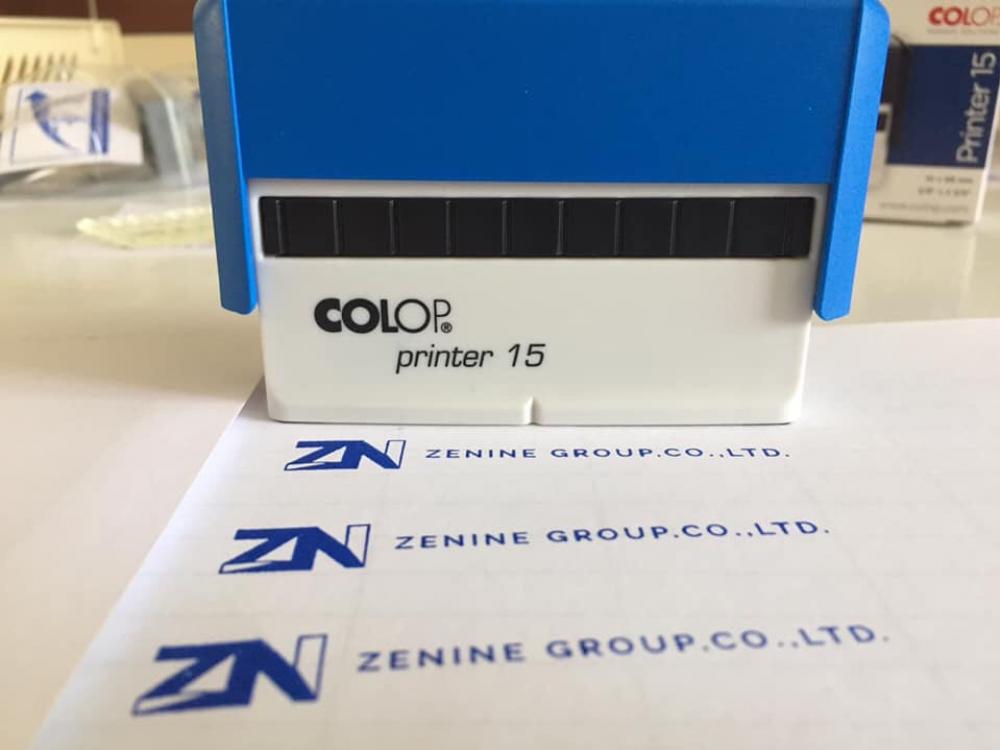 COLOP
Printer 15
COLOP®
printer 15
ZN ZENINE GROUP.CO.,LTD.
ZN ZENINE GROUP.CO.,LTD.
ZN ZENINE GROUP.CO.,LTD.